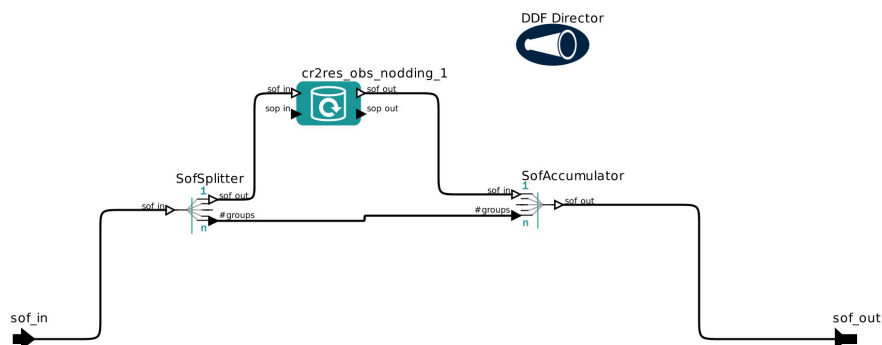 DDF Director
cr2res_obs_nodding_1
sof in
sof out
sop in
sop out
SofSplitter
SofAccumulator
1
1
sof in
sof out
sof in
sof out
#groups
#groups
n
n
sof_in
sof_out